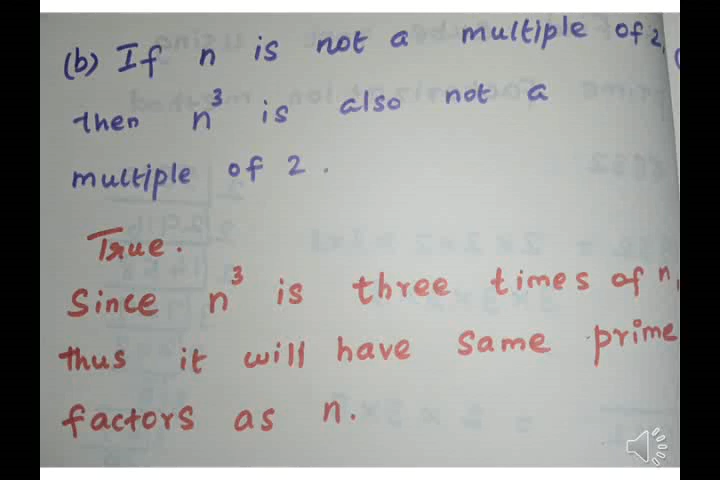 (b) If n is not a multiple of 2,
then n³ is also not a
multiple of 2.
True.
Since n³ is three times of n,
thus it will have same prime
factors as n.